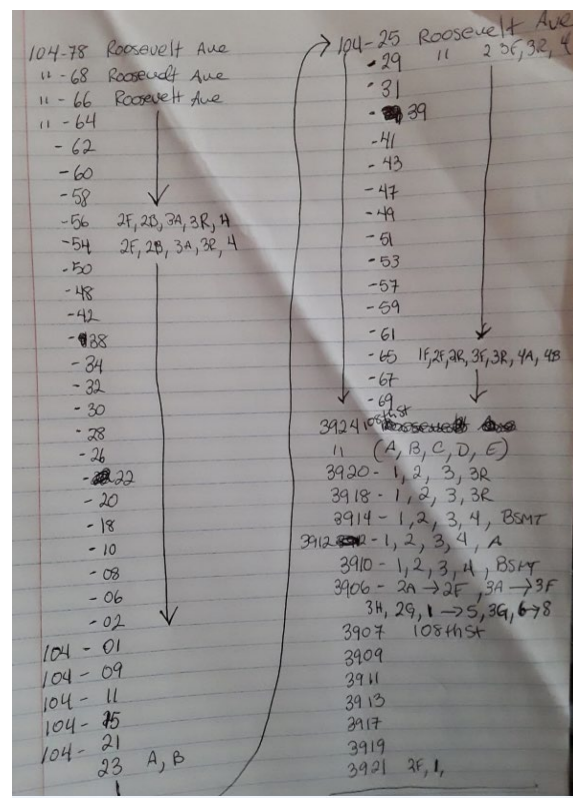 104-78 Roosevelt Ave
" -68 Roosevelt Ave
" - 66 Roosevelt Ave
" - 64
- 62
- 60
- 58
-56 2F, 2B, 3A, 3R, 4
-54 2F, 2B, 3A, 3R, 4
-50
-48
-42
-38
- 34
- 32
- 30
- 28
- 26
- 22
- 20
- 18
- 10
- 08
- 06
- 02
104 - 01
104 - 09
104 - 11
104 - 15
104 - 21
23 A, B
104-25 Roosevelt Ave
-29 " 2 3F, 3R, 4
-31
- 39
-41
- 43
- 47
- 49
- 51
- 53
-57
-59
-61
-65 1F, 2F, 2R, 3F, 3R, 4A, 4B
-67
-69
3924 108th st
" (A, B, C, D, E)
3920 - 1, 2, 3, 3R
3918 - 1, 2, 3, 3R
3914 - 1, 2, 3, 4, BSMT
3912 - 1, 2, 3, 4, A
3910 - 1, 2, 3, 4, BSMT
3906 - 2A → 2F, 3A → 3F
3H, 2G, 1 → 5, 3G, 6→8
3907 108th st
3909
3911
3913
3917
3919
3921 2F, 1,